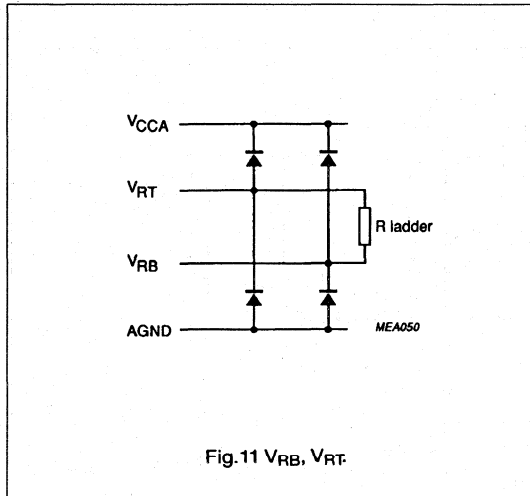 VCCA
VRT
R ladder
VRB
AGND
MEA050
Fig.11 VRB, VRT.